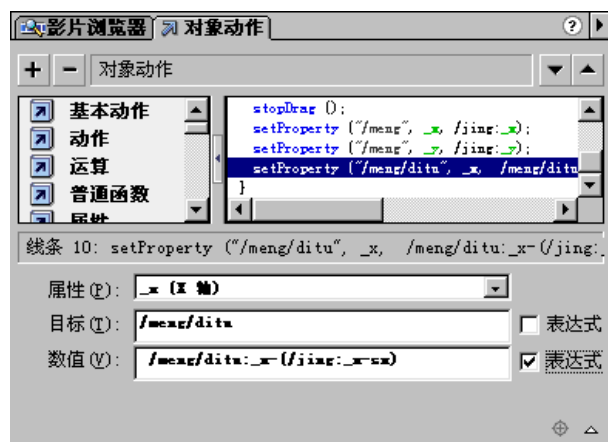 影片浏览器 对象动作 ?
+ - 对象动作
基本动作
动作
运算
普通函数
属性
stopDrag ();
setProperty ("/meng", _x, /jing:_x);
setProperty ("/meng", _y, /jing:_y);
setProperty ("/meng/ditu", _x, /meng/ditu
}
线条 10: setProperty ("/meng/ditu", _x, /meng/ditu:_x-(/jing:_
属性(P): _x (X 轴)
目标(T): /meng/ditu 表达式
数值(V): /meng/ditu:_x-(/jing:_x-sx) 表达式